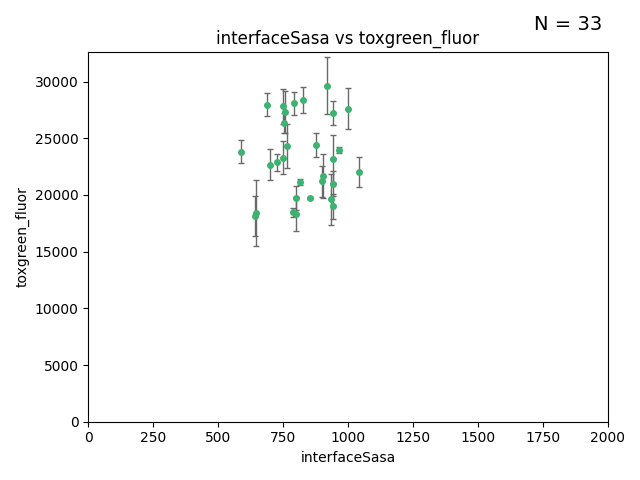 N = 33
interfaceSasa vs toxgreen_fluor
30000
25000
20000
15000
10000
5000
0
toxgreen_fluor
0 250 500 750 1000 1250 1500 1750 2000
interfaceSasa